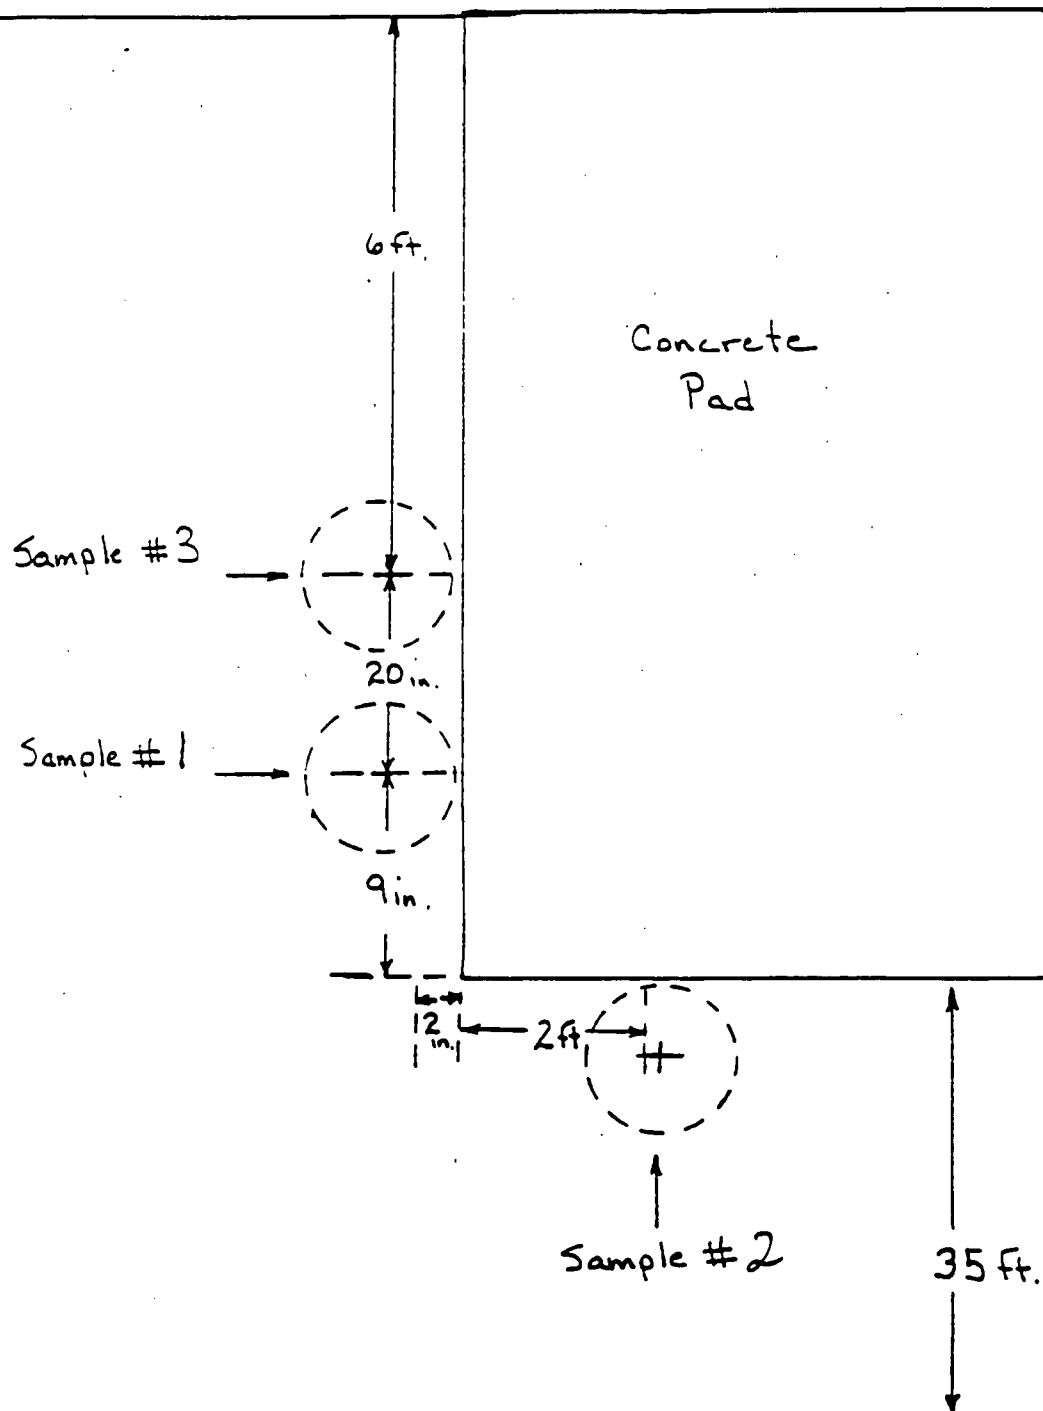 6 ft.
Concrete
Pad
Sample #3
20 in.
Sample #1
9 in.
12
in.
2 ft
Sample #2
35 ft.